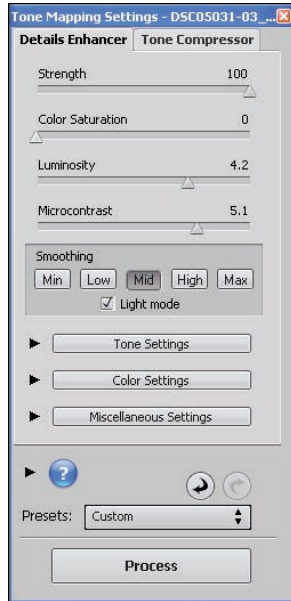 Tone Mapping Settings - DSC05031-03_...
Details Enhancer Tone Compressor
Strength 100
Color Saturation 0
Luminosity 4.2
Microcontrast 5.1
Smoothing
Min Low Mid High Max
Light mode
Tone Settings
Color Settings
Miscellaneous Settings
?
Presets: Custom
Process